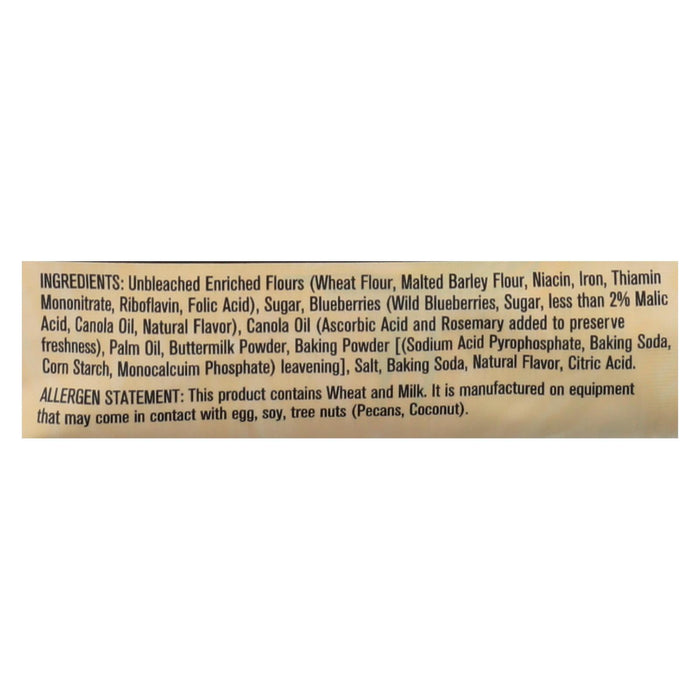 INGREDIENTS: Unbleached Enriched Flours (Wheat Flour, Malted Barley Flour, Niacin, Iron, Thiamin
Mononitrate, Riboflavin, Folic Acid), Sugar, Blueberries (Wild Blueberries, Sugar, less than 2% Malic
Acid, Canola Oil, Natural Flavor), Canola Oil (Ascorbic Acid and Rosemary added to preserve
freshness), Palm Oil, Buttermilk Powder, Baking Powder [(Sodium Acid Pyrophosphate, Baking Soda,
Corn Starch, Monocalcuim Phosphate) leavening], Salt, Baking Soda, Natural Flavor, Citric Acid.
ALLERGEN STATEMENT: This product contains Wheat and Milk. It is manufactured on equipment
that may come in contact with egg, soy, tree nuts (Pecans, Coconut).